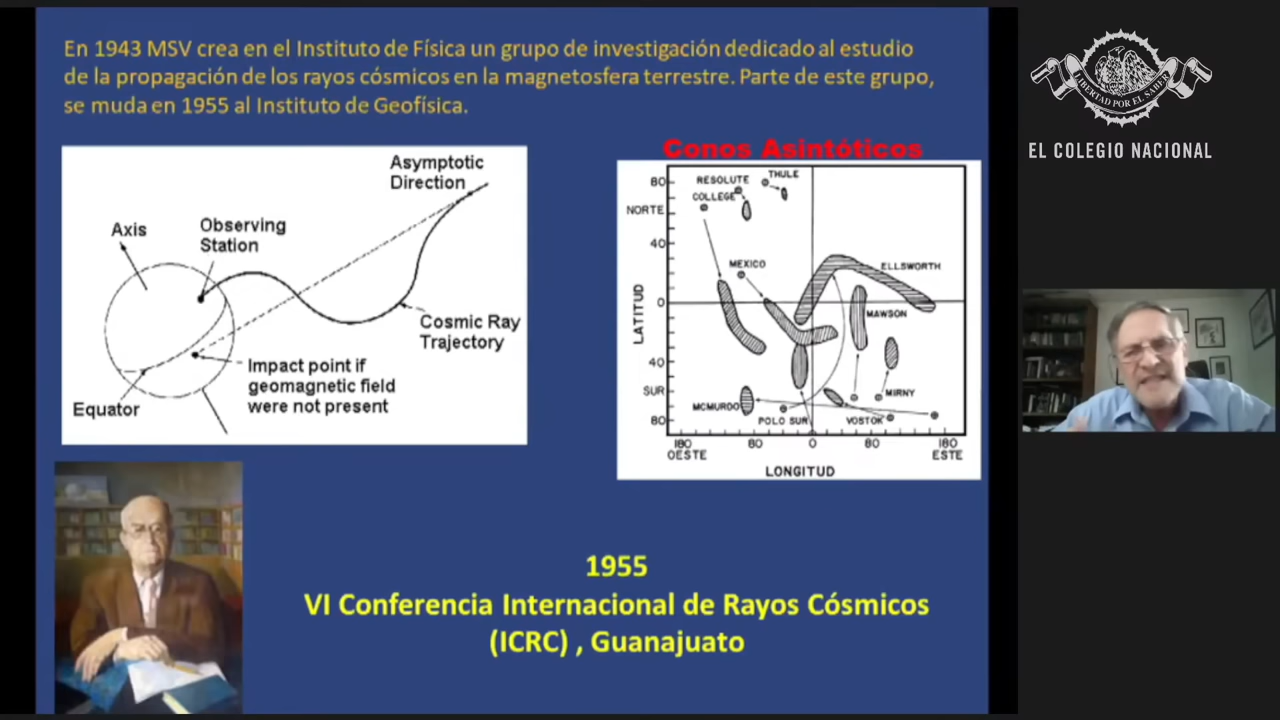 En 1943 MSV crea en el Instituto de Física un grupo de investigación dedicado al estudio
de la propagación de los rayos cósmicos en la magnetosfera terrestre. Parte de este grupo,
se muda en 1955 al Instituto de Geofísica.
Asymptotic
Direction
Axis
Observing
Station
Cosmic Ray
Trajectory
Impact point if
geomagnetic field
were not present
Equator
Conos Asintóticos
80
RESOLUTE
THULE
COLLEGE
NORTE
40
MEXICO
ELLSWORTH
LATITUD
0
MAWSON
40
SUR
MIRNY
MCMURDO
80
POLO SUR
VOSTOK
180
80
0
80
180
OESTE
ESTE
LONGITUD
1955
VI Conferencia Internacional de Rayos Cósmicos
(ICRC) , Guanajuato
LIBERTAD POR EL SABER
EL COLEGIO NACIONAL